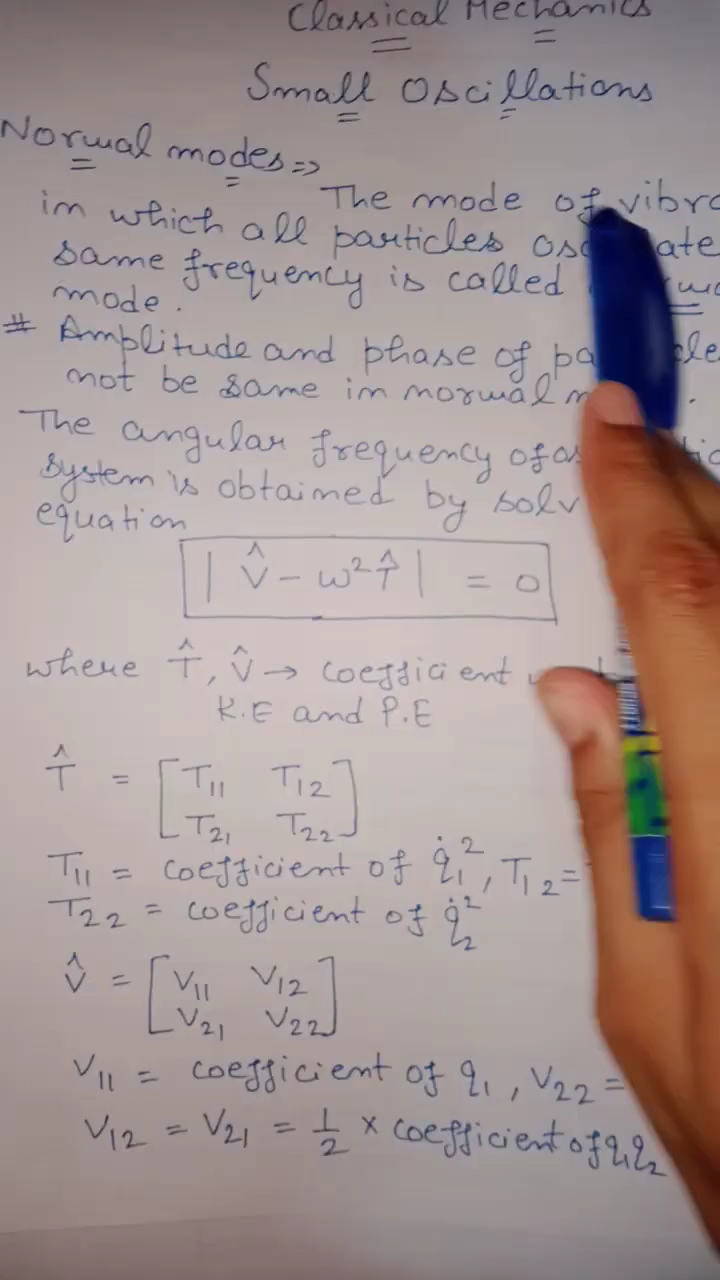 Classical Mechanics
Small Oscillations
Normal modes ⇒
The mode of
in which all particles
same frequency is called
mode.
# Amplitude and phase of
not be same in normal
The angular frequency of
system is obtained by
equation
| V̂ - ω² T̂ | = 0
where T̂, V̂ → coefficient
K.E and P.E
T̂ = [T₁₁ T₁₂
T₂₁ T₂₂]
T₁₁ = coefficient of q̇₁², T₁₂ =
T₂₂ = coefficient of q̇₂²
V̂ = [V₁₁ V₁₂
V₂₁ V₂₂]
V₁₁ = coefficient of q₁, V₂₂ =
V₁₂ = V₂₁ = 1/2 × coefficient of q₁q₂